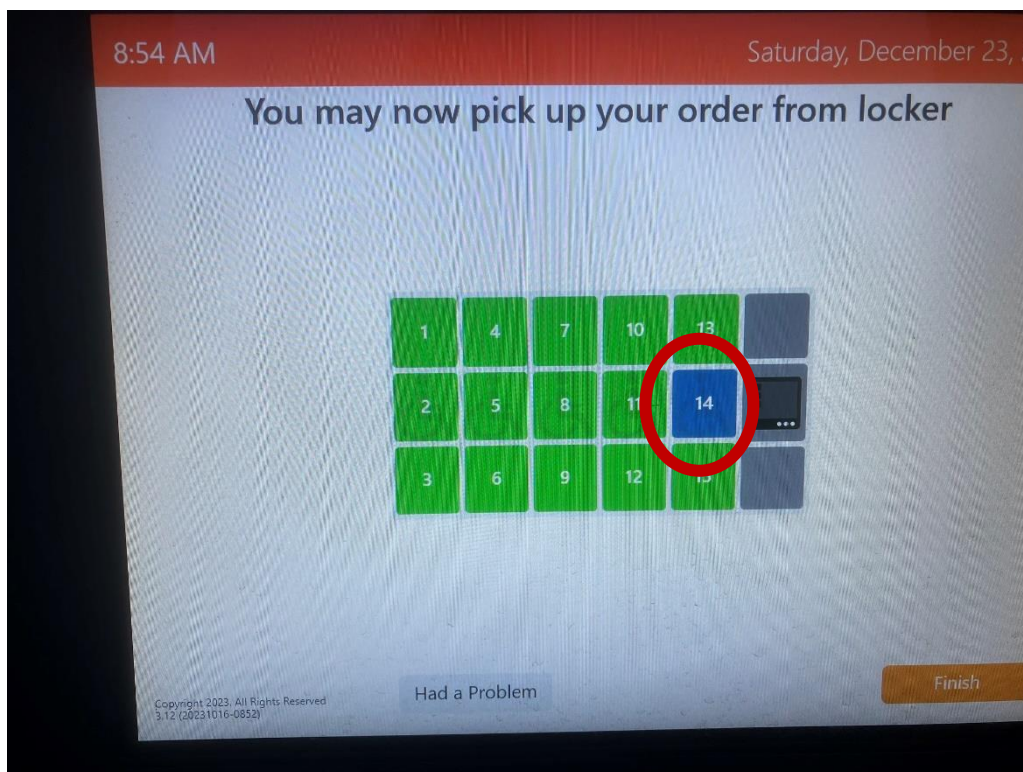 8:54 AM
Saturday, December 23,
You may now pick up your order from locker
1 4 7 10 13
2 5 8 11 14
3 6 9 12 15
Copyright 2023. All Rights Reserved
3.12 (20231016-0852)
Had a Problem
Finish